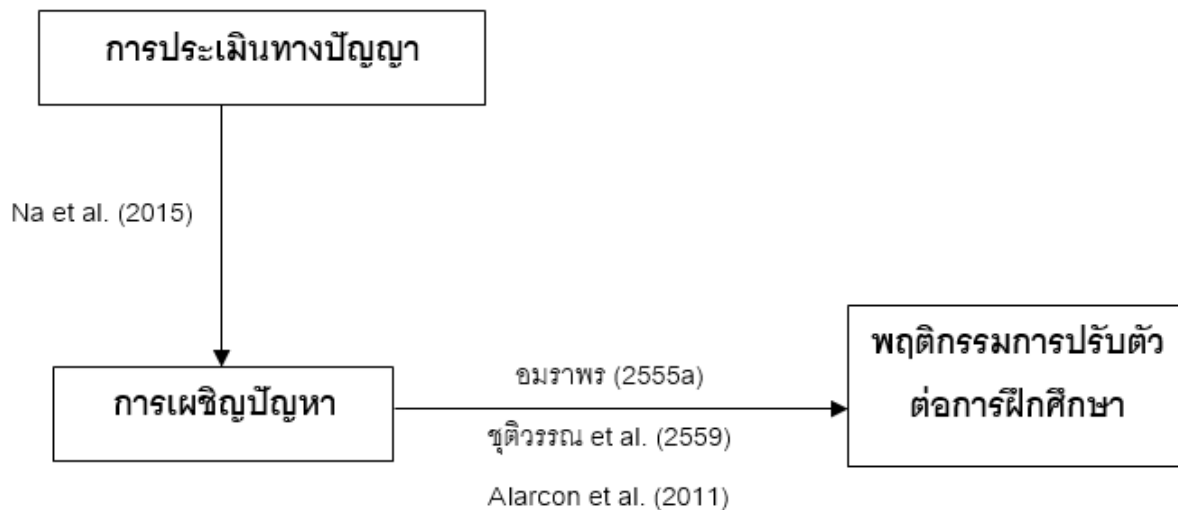 การประเมินทางปัญญา
Na et al. (2015)
การเผชิญปัญหา
อมราพร (2555a)
ชุติวรรณ et al. (2559)
Alarcon et al. (2011)
พฤติกรรมการปรับตัว
ต่อการฝึกศึกษา